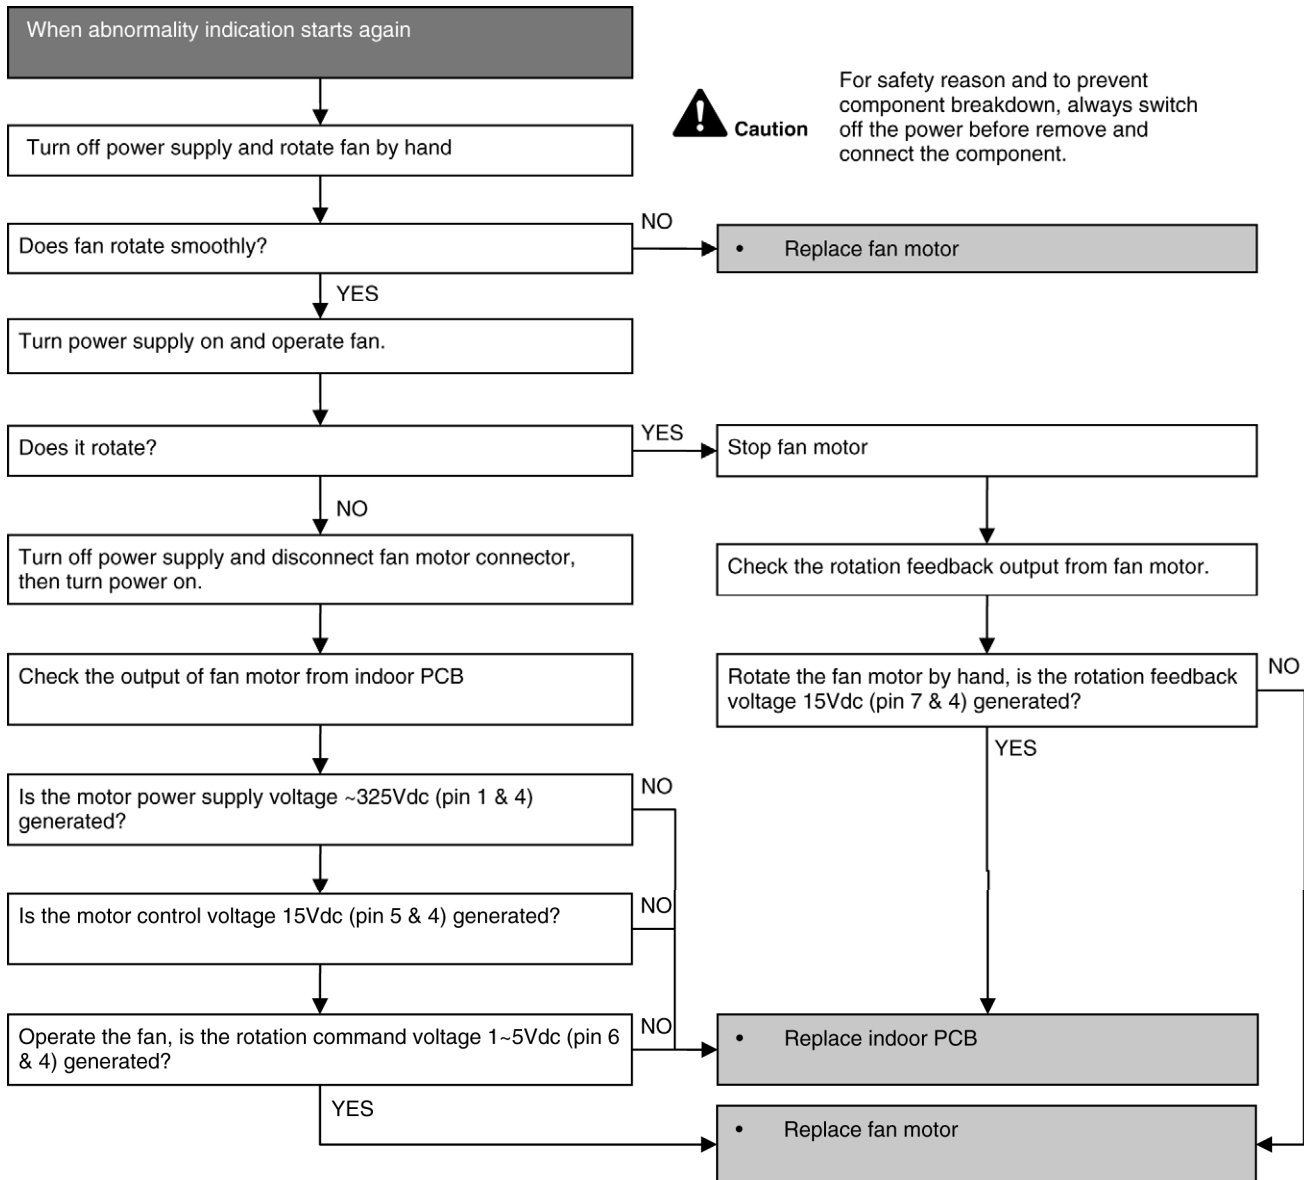 When abnormality indication starts again
For safety reason and to prevent
component breakdown, always switch
off the power before remove and
connect the component.
Caution
Turn off power supply and rotate fan by hand
Does fan rotate smoothly?
NO
• Replace fan motor
YES
Turn power supply on and operate fan.
Does it rotate?
YES
Stop fan motor
NO
Turn off power supply and disconnect fan motor connector,
then turn power on.
Check the rotation feedback output from fan motor.
Check the output of fan motor from indoor PCB
Rotate the fan motor by hand, is the rotation feedback
voltage 15Vdc (pin 7 & 4) generated?
NO
YES
Is the motor power supply voltage ~325Vdc (pin 1 & 4)
generated?
NO
Is the motor control voltage 15Vdc (pin 5 & 4) generated?
NO
Operate the fan, is the rotation command voltage 1~5Vdc (pin 6
& 4) generated?
NO
• Replace indoor PCB
YES
• Replace fan motor